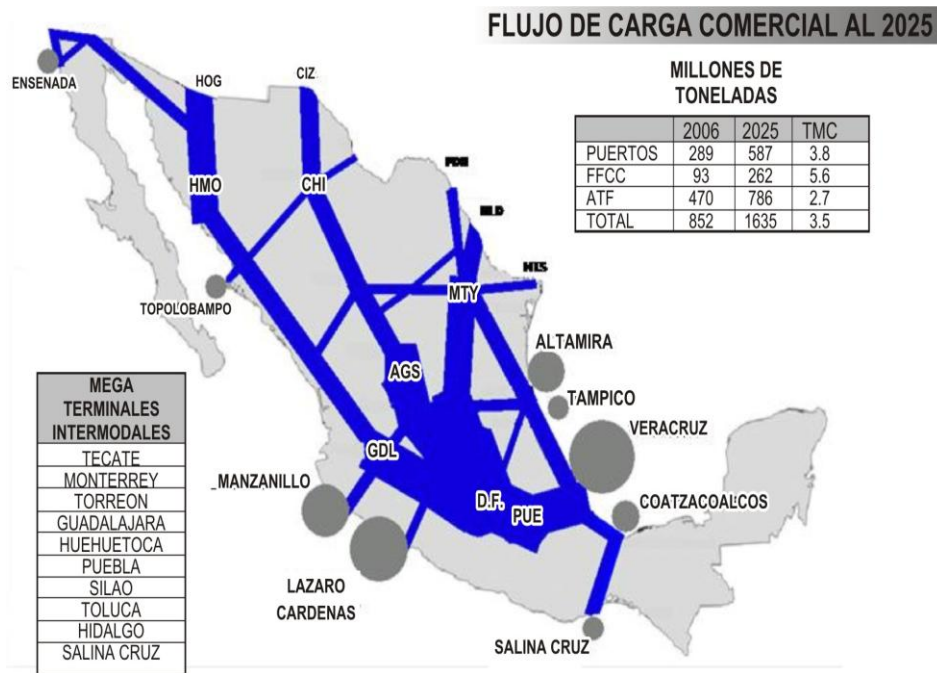 FLUJO DE CARGA COMERCIAL AL 2025
MILLONES DE
TONELADAS
2006 2025 TMC
PUERTOS 289 587 3.8
FFCC 93 262 5.6
ATF 470 786 2.7
TOTAL 852 1635 3.5
ENSENADA
HOG
CIZ
HMO
CHI
TOPOLOBAMPO
MTY
ALTAMIRA
AGS
TAMPICO
VERACRUZ
GDL
MANZANILLO
D.F.
PUE
COATZACOALCOS
LAZARO
CARDENAS
SALINA CRUZ
MEGA
TERMINALES
INTERMODALES
TECATE
MONTERREY
TORREON
GUADALAJARA
HUEHUETOCA
PUEBLA
SILAO
TOLUCA
HIDALGO
SALINA CRUZ